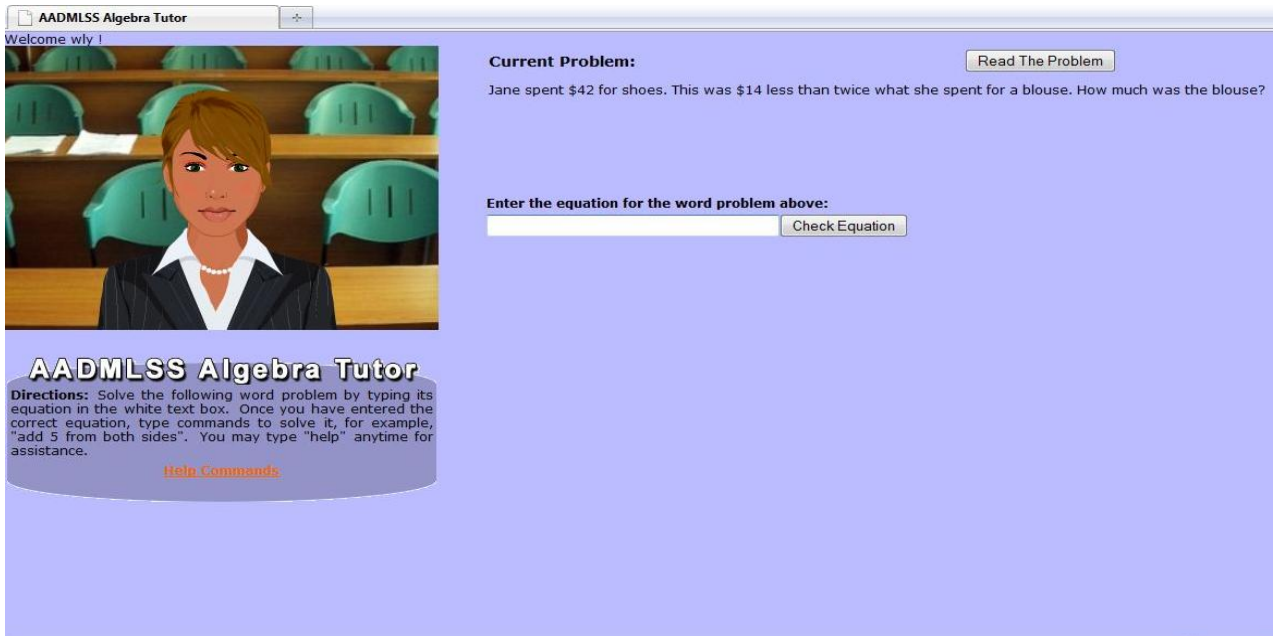 AADMLSS Algebra Tutor
Welcome wly !
Current Problem:
Read The Problem
Jane spent $42 for shoes. This was $14 less than twice what she spent for a blouse. How much was the blouse?
Enter the equation for the word problem above:
Check Equation
AADMLSS Algebra Tutor
Directions: Solve the following word problem by typing its
equation in the white text box. Once you have entered the
correct equation, type commands to solve it, for example,
"add 5 from both sides". You may type "help" anytime for
assistance.
Help Commands